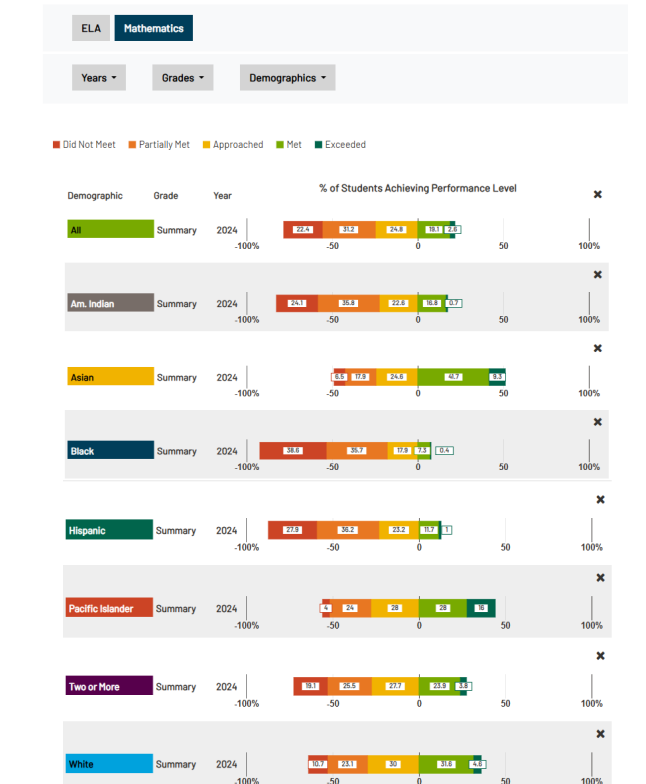 ELA Mathematics
Years Grades Demographics
Did Not Meet Partially Met Approached Met Exceeded
Demographic Grade Year % of Students Achieving Performance Level
All Summary 2024 22.4 31.2 24.8 19.1 2.6
-100% -50 0 50 100%
Am. Indian Summary 2024 24.1 35.8 22.6 16.8 0.7
-100% -50 0 50 100%
Asian Summary 2024 6.5 17.9 24.6 41.7 9.3
-100% -50 0 50 100%
Black Summary 2024 38.6 35.7 17.9 7.3 0.4
-100% -50 0 50 100%
Hispanic Summary 2024 27.9 36.2 23.2 11.7 1
-100% -50 0 50 100%
Pacific Islander Summary 2024 4 24 28 28 16
-100% -50 0 50 100%
Two or More Summary 2024 19.1 25.5 27.7 23.9 3.8
-100% -50 0 50 100%
White Summary 2024 10.7 23.1 30 31.6 4.6
-100% -50 0 50 100%